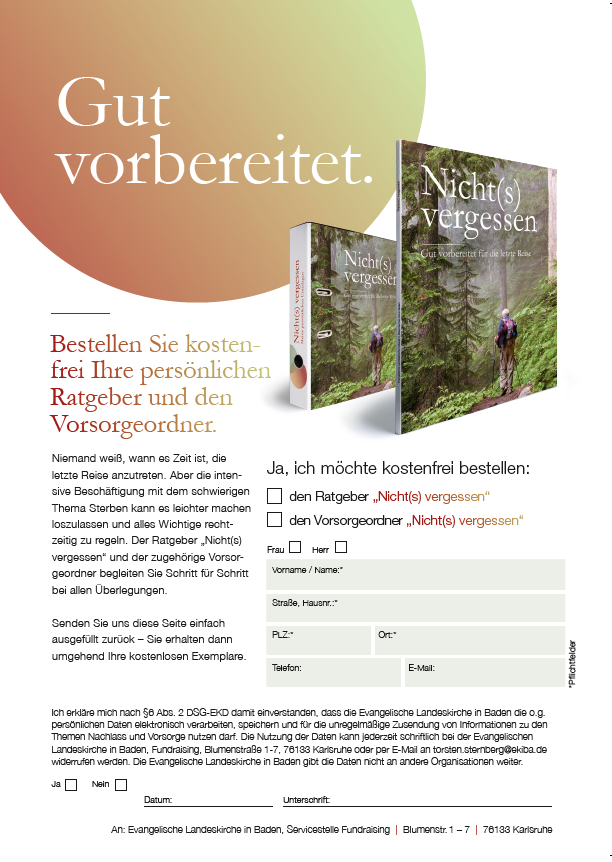 Gut
vorbereitet.
Nicht(s)
vergessen
Gut vorbereitet für die letzte Reise
Nicht(s)
vergessen
Nicht(s) vergessen
Bestellen Sie kosten-
frei Ihre persönlichen
Ratgeber und den
Vorsorgeordner.
Niemand weiß, wann es Zeit ist, die
letzte Reise anzutreten. Aber die inten-
sive Beschäftigung mit dem schwierigen
Thema Sterben kann es leichter machen
loszulassen und alles Wichtige recht-
zeitig zu regeln. Der Ratgeber „Nicht(s)
vergessen“ und der zugehörige Vorsor-
geordner begleiten Sie Schritt für Schritt
bei allen Überlegungen.
Senden Sie uns diese Seite einfach
ausgefüllt zurück – Sie erhalten dann
umgehend Ihre kostenlosen Exemplare.
Ja, ich möchte kostenfrei bestellen:
den Ratgeber „Nicht(s) vergessen“
den Vorsorgeordner „Nicht(s) vergessen“
Frau Herr
Vorname / Name:*
Straße, Hausnr.:*
PLZ:* Ort:*
Telefon: E-Mail:
*Pflichtfelder
Ich erkläre mich nach §6 Abs. 2 DSG-EKD damit einverstanden, dass die Evangelische Landeskirche in Baden die o.g.
persönlichen Daten elektronisch verarbeiten, speichern und für die unregelmäßige Zusendung von Informationen zu den
Themen Nachlass und Vorsorge nutzen darf. Die Nutzung der Daten kann jederzeit schriftlich bei der Evangelischen
Landeskirche in Baden, Fundraising, Blumenstraße 1-7, 76133 Karlsruhe oder per E-Mail an torsten.sternberg@ekiba.de
widerrufen werden. Die Evangelische Landeskirche in Baden gibt die Daten nicht an andere Organisationen weiter.
Ja Nein
Datum: Unterschrift:
An: Evangelische Landeskirche in Baden, Servicestelle Fundraising | Blumenstr. 1 – 7 | 76133 Karlsruhe